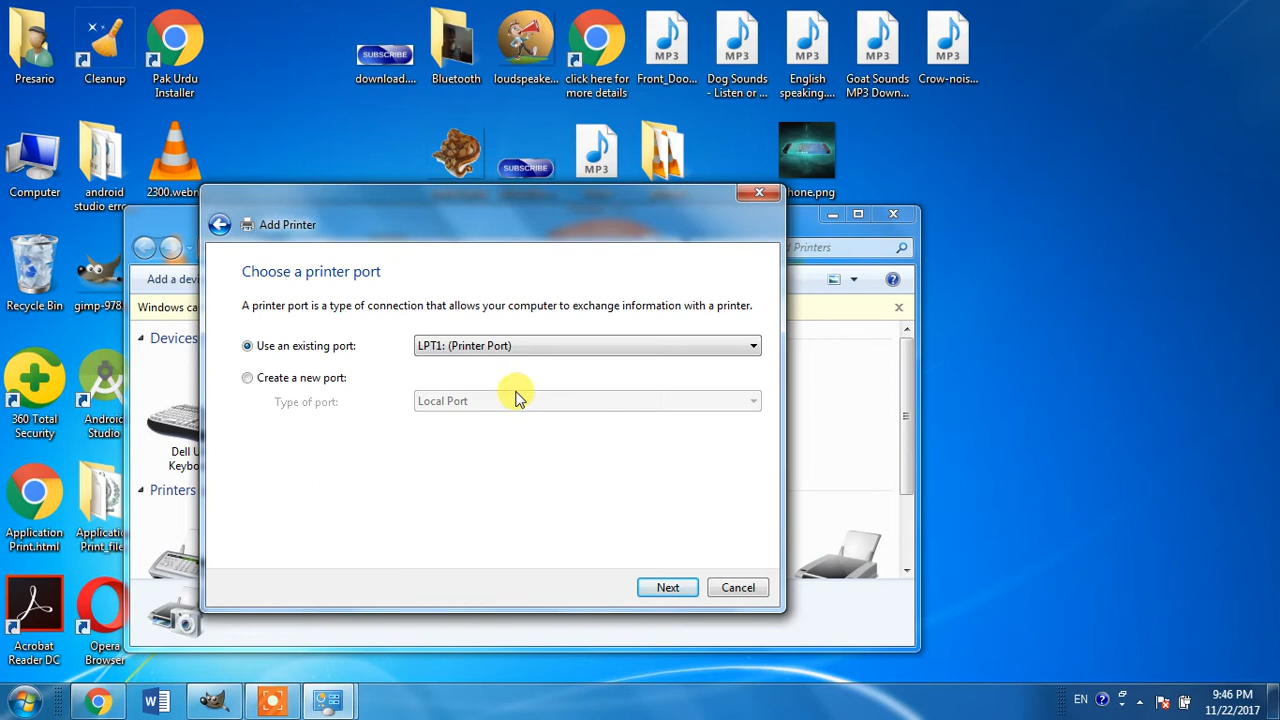 Presario
Cleanup
Pak Urdu
Installer
SUBSCRIBE
download....
Bluetooth
loudspeake...
click here for
more details
MP3
Front_Doo...
MP3
Dog Sounds
- Listen or ...
MP3
English
speaking....
MP3
Goat Sounds
MP3 Down...
MP3
Crow-nois...
Computer
android
studio erro
2300.webm
SUBSCRIBE
MP3
phone.png
Recycle Bin
gimp-978
Add Printer
Printers
Add a devi
Windows ca
Choose a printer port
A printer port is a type of connection that allows your computer to exchange information with a printer.
Devices
Use an existing port:
LPT1: (Printer Port)
Create a new port:
Type of port:
Local Port
360 Total
Security
Android
Studio
Dell U
Keybo
Printers
Application
Print.html
Applicati
Print_file
Next
Cancel
Acrobat
Reader DC
Opera
Browser
EN
9:46 PM
11/22/2017